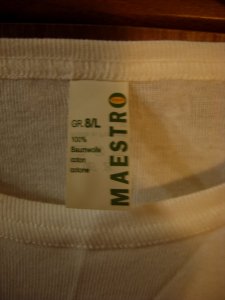 GR. 8/L
100%
Baumwolle
coton
cotone
MAESTRO